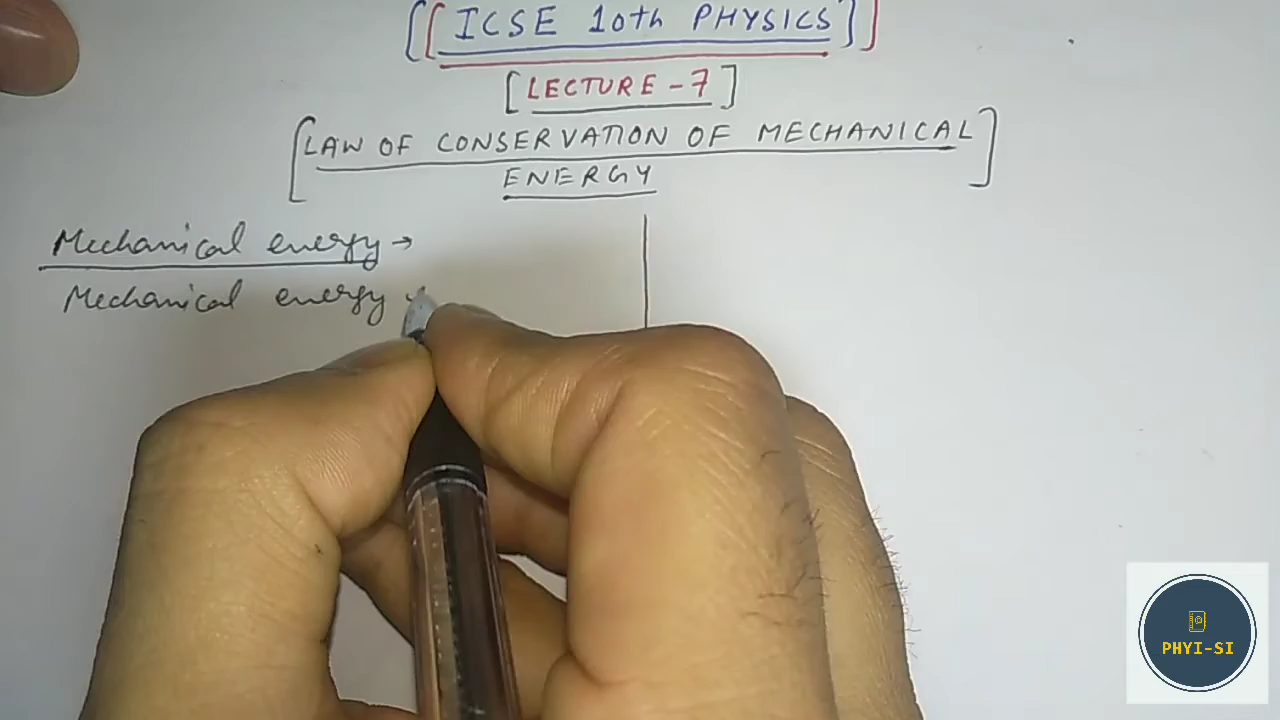 [[ICSE 10th PHYSICS]]
[LECTURE - 7]
[LAW OF CONSERVATION OF MECHANICAL
ENERGY]
Mechanical energy →
Mechanical energy
PHYI-SI